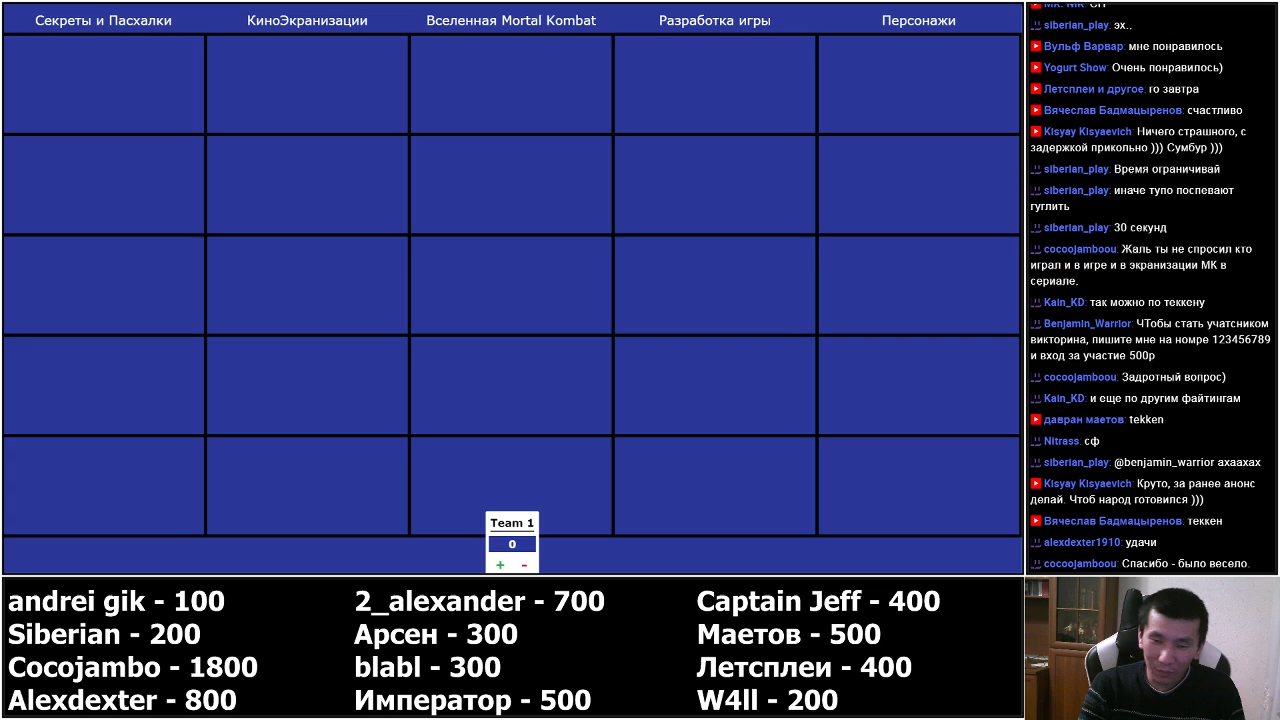 Секреты и Пасхалки
КиноЭкранизации
Вселенная Mortal Kombat
Разработка игры
Персонажи
Team 1
0
+ -
siberian_play: эх..
Вульф Варвар: мне понравилось
Yogurt Show: Очень понравилось)
Летсплеи и другое: го завтра
Вячеслав Бадмацыренов: счастливо
Kisyay Kisyaevich: Ничего страшного, с
задержкой прикольно ))) Сумбур )))
siberian_play: Время ограничивай
siberian_play: иначе тупо поспевают
гуглить
siberian_play: 30 секунд
cocoojamboou: Жаль ты не спросил кто
играл и в игре и в экранизации МК в
сериале.
Kain_KD: так можно по теккену
Benjamin_Warrior: ЧТобы стать учатсником
викторина, пишите мне на номре 123456789
и вход за участие 500р
cocoojamboou: Задротный вопрос)
Kain_KD: и еще по другим файтингам
давран маетов: tekken
Nitrass: сф
siberian_play: @benjamin_warrior ахаахах
Kisyay Kisyaevich: Круто, за ранее анонс
делай. Чтоб народ готовился )))
Вячеслав Бадмацыренов: теккен
alexdexter1910: удачи
cocoojamboou: Спасибо - было весело.
andrei gik - 100
Siberian - 200
Cocojambo - 1800
Alexdexter - 800
2_alexander - 700
Арсен - 300
blabl - 300
Император - 500
Captain Jeff - 400
Маетов - 500
Летсплеи - 400
W4ll - 200